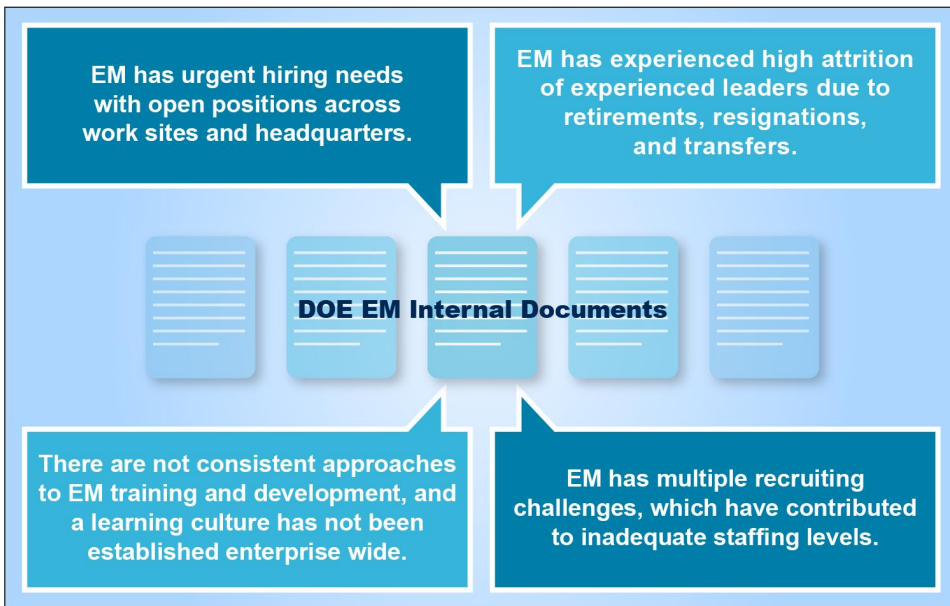 EM has urgent hiring needs
with open positions across
work sites and headquarters.
EM has experienced high attrition
of experienced leaders due to
retirements, resignations,
and transfers.
DOE EM Internal Documents
There are not consistent approaches
to EM training and development, and
a learning culture has not been
established enterprise wide.
EM has multiple recruiting
challenges, which have contributed
to inadequate staffing levels.